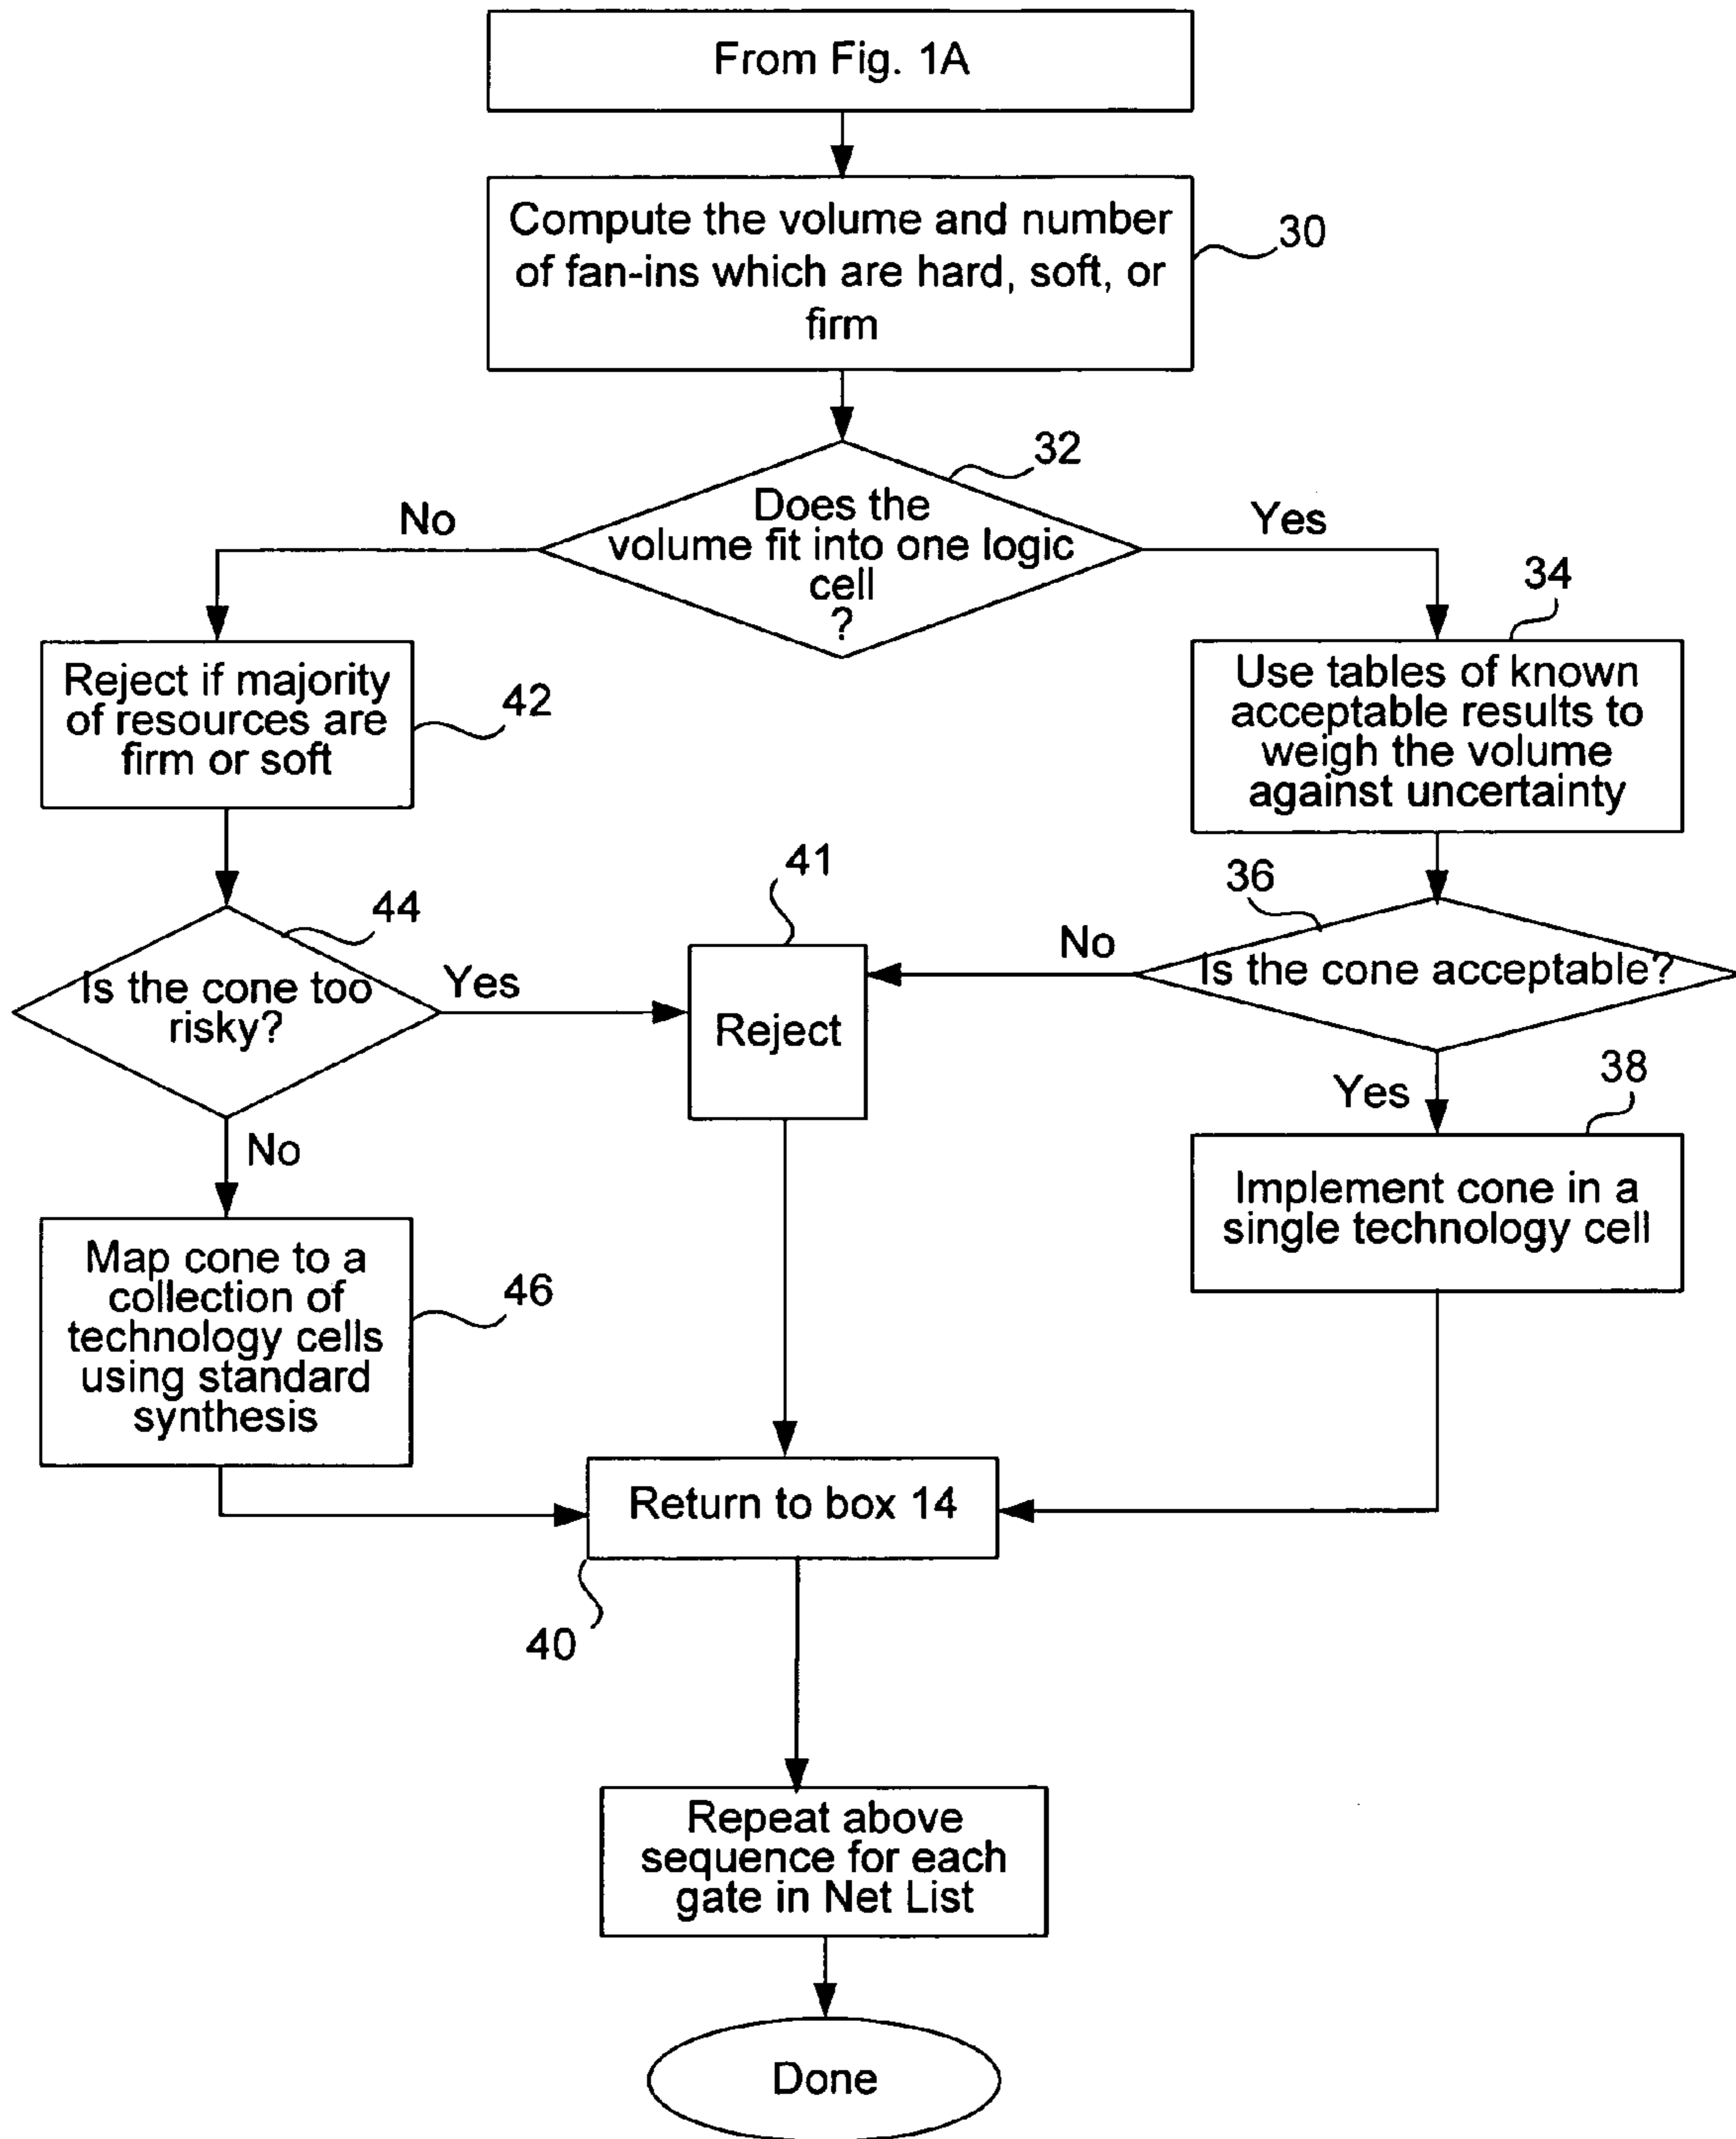 From Fig. 1A
Compute the volume and number
of fan-ins which are hard, soft, or
firm
30
32
Does the
volume fit into one logic
cell
?
No
Yes
34
Reject if majority
of resources are
firm or soft
42
Use tables of known
acceptable results to
weigh the volume
against uncertainty
41
36
44
Is the cone too
risky?
Yes
Reject
No
Is the cone acceptable?
38
Yes
No
Implement cone in a
single technology cell
Map cone to a
collection of
technology cells
using standard
synthesis
46
Return to box 14
40
Repeat above
sequence for each
gate in Net List
Done